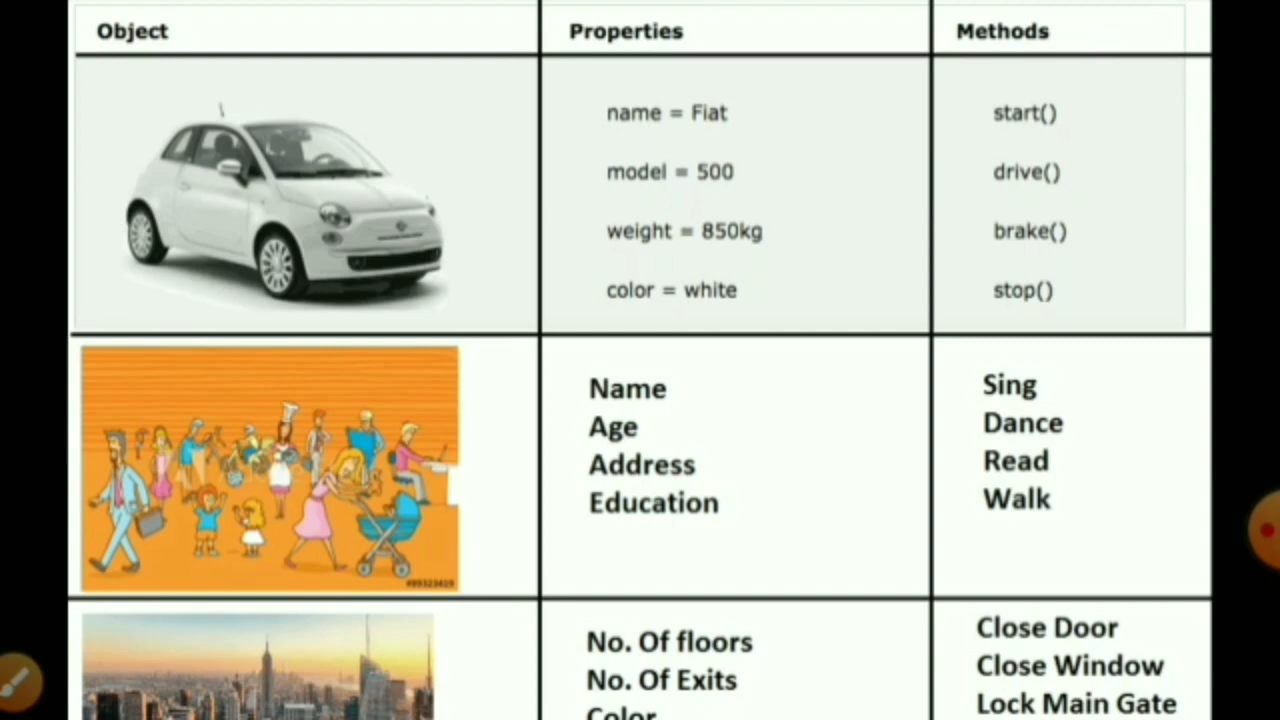 Object Properties Methods
name = Fiat start()
model = 500 drive()
weight = 850kg brake()
color = white stop()
Name Sing
Age Dance
Address Read
Education Walk
No. Of floors Close Door
No. Of Exits Close Window
Color Lock Main Gate